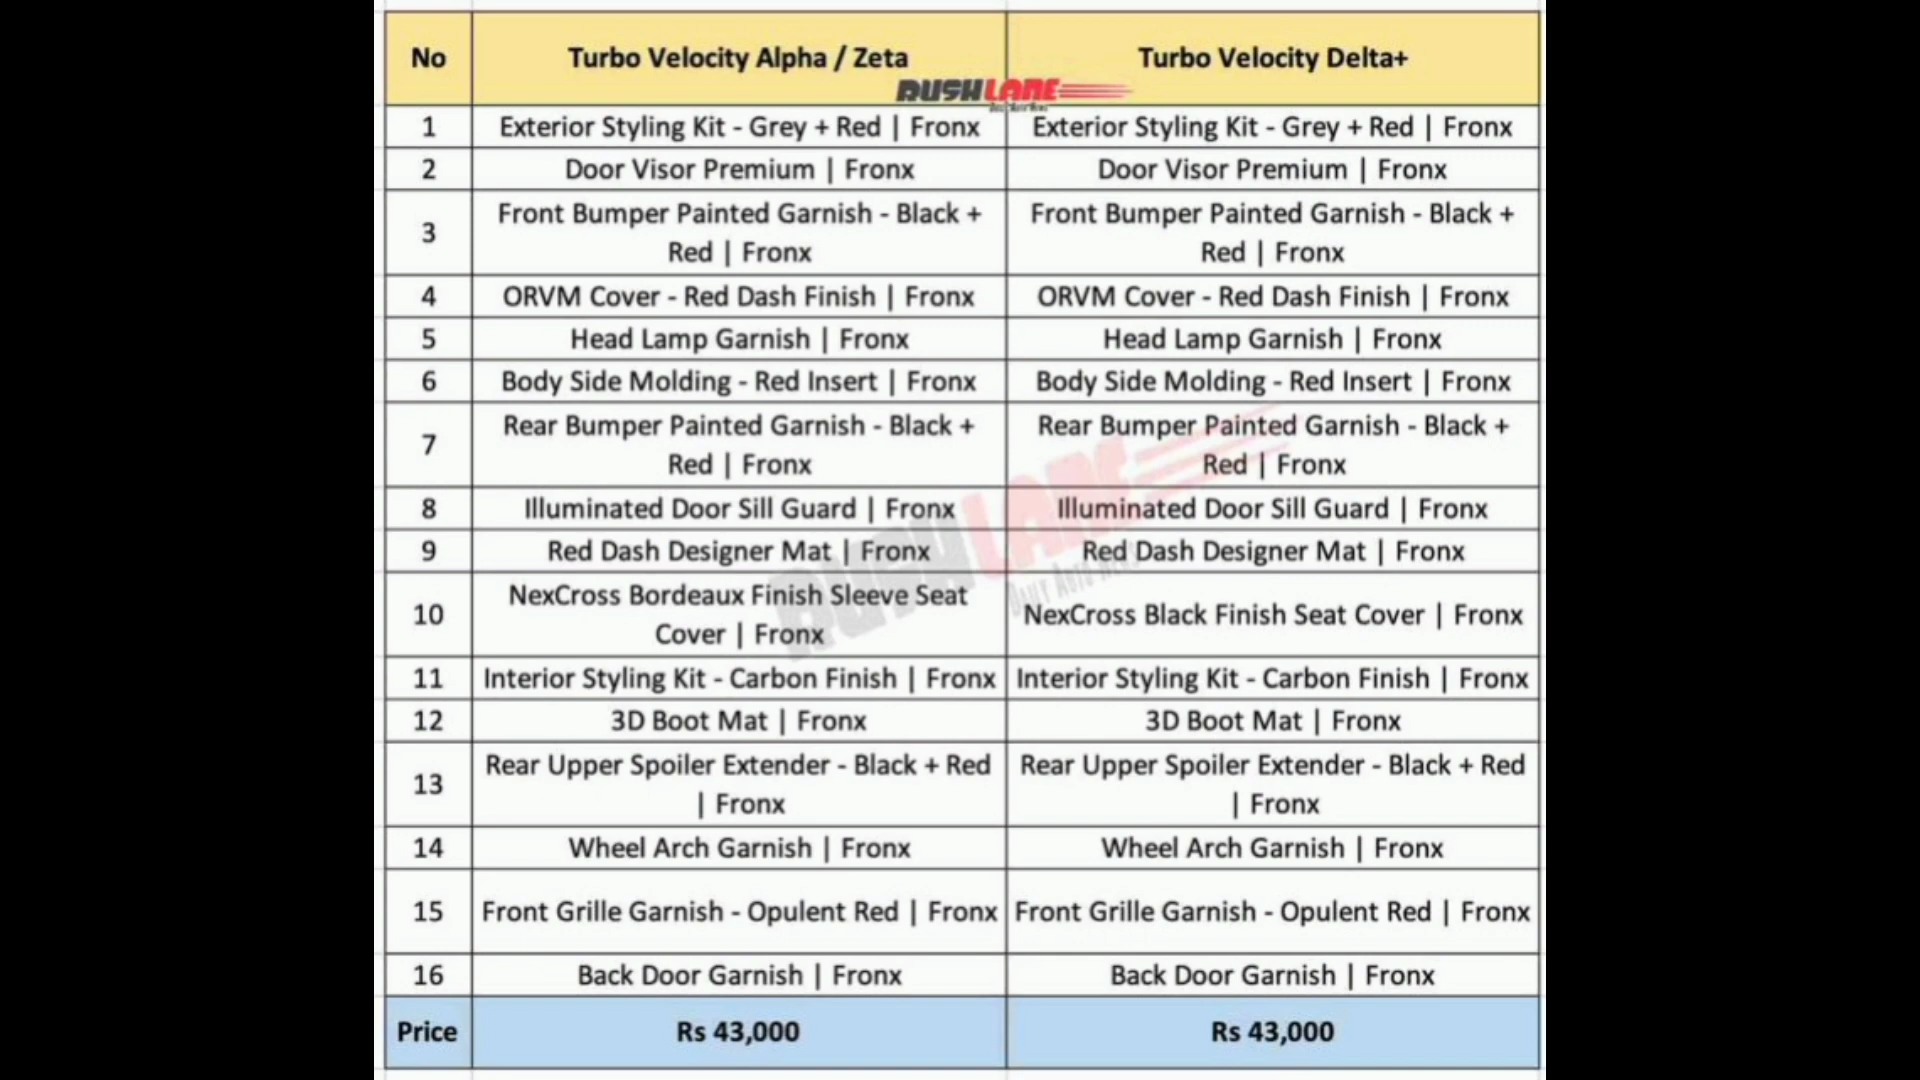 No Turbo Velocity Alpha / Zeta Turbo Velocity Delta+
RUSHLANE
1 Exterior Styling Kit - Grey + Red | Fronx Exterior Styling Kit - Grey + Red | Fronx
2 Door Visor Premium | Fronx Door Visor Premium | Fronx
3 Front Bumper Painted Garnish - Black + Red | Fronx Front Bumper Painted Garnish - Black + Red | Fronx
4 ORVM Cover - Red Dash Finish | Fronx ORVM Cover - Red Dash Finish | Fronx
5 Head Lamp Garnish | Fronx Head Lamp Garnish | Fronx
6 Body Side Molding - Red Insert | Fronx Body Side Molding - Red Insert | Fronx
7 Rear Bumper Painted Garnish - Black + Red | Fronx Rear Bumper Painted Garnish - Black + Red | Fronx
8 Illuminated Door Sill Guard | Fronx Illuminated Door Sill Guard | Fronx
9 Red Dash Designer Mat | Fronx Red Dash Designer Mat | Fronx
RUSHLANE
DAILY AUTO NEWS
10 NexCross Bordeaux Finish Sleeve Seat Cover | Fronx NexCross Black Finish Seat Cover | Fronx
11 Interior Styling Kit - Carbon Finish | Fronx Interior Styling Kit - Carbon Finish | Fronx
12 3D Boot Mat | Fronx 3D Boot Mat | Fronx
13 Rear Upper Spoiler Extender - Black + Red | Fronx Rear Upper Spoiler Extender - Black + Red | Fronx
14 Wheel Arch Garnish | Fronx Wheel Arch Garnish | Fronx
15 Front Grille Garnish - Opulent Red | Fronx Front Grille Garnish - Opulent Red | Fronx
16 Back Door Garnish | Fronx Back Door Garnish | Fronx
Price Rs 43,000 Rs 43,000